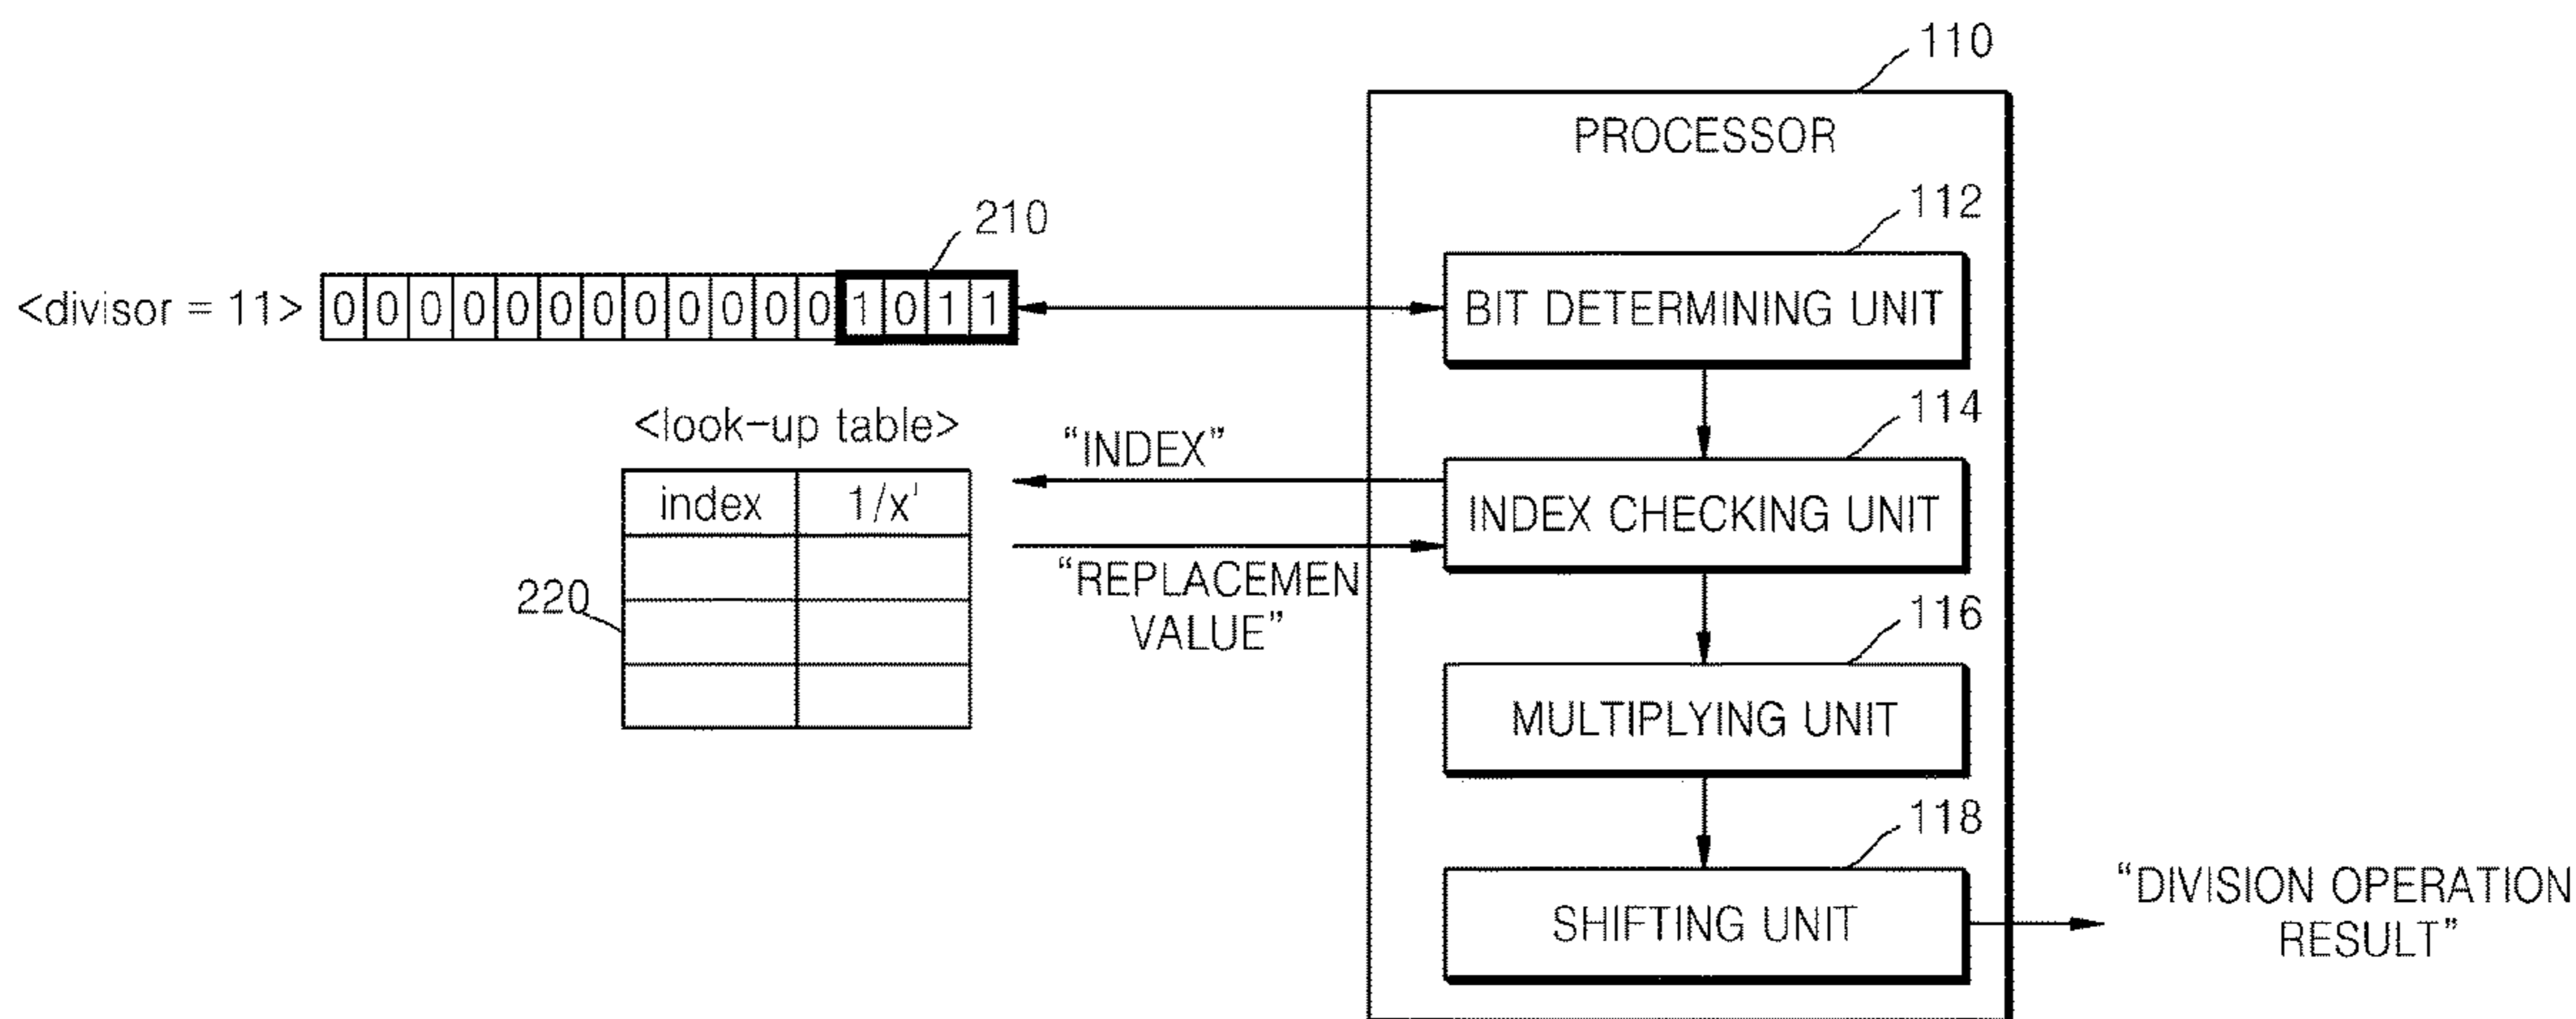 110
PROCESSOR
112
210
<divisor = 11> 0 0 0 0 0 0 0 0 0 0 0 0 1 0 1 1
BIT DETERMINING UNIT
114
<look-up table>
"INDEX"
index 1/x'
INDEX CHECKING UNIT
"REPLACEMEN
VALUE"
220
116
MULTIPLYING UNIT
118
SHIFTING UNIT
"DIVISION OPERATION
RESULT"